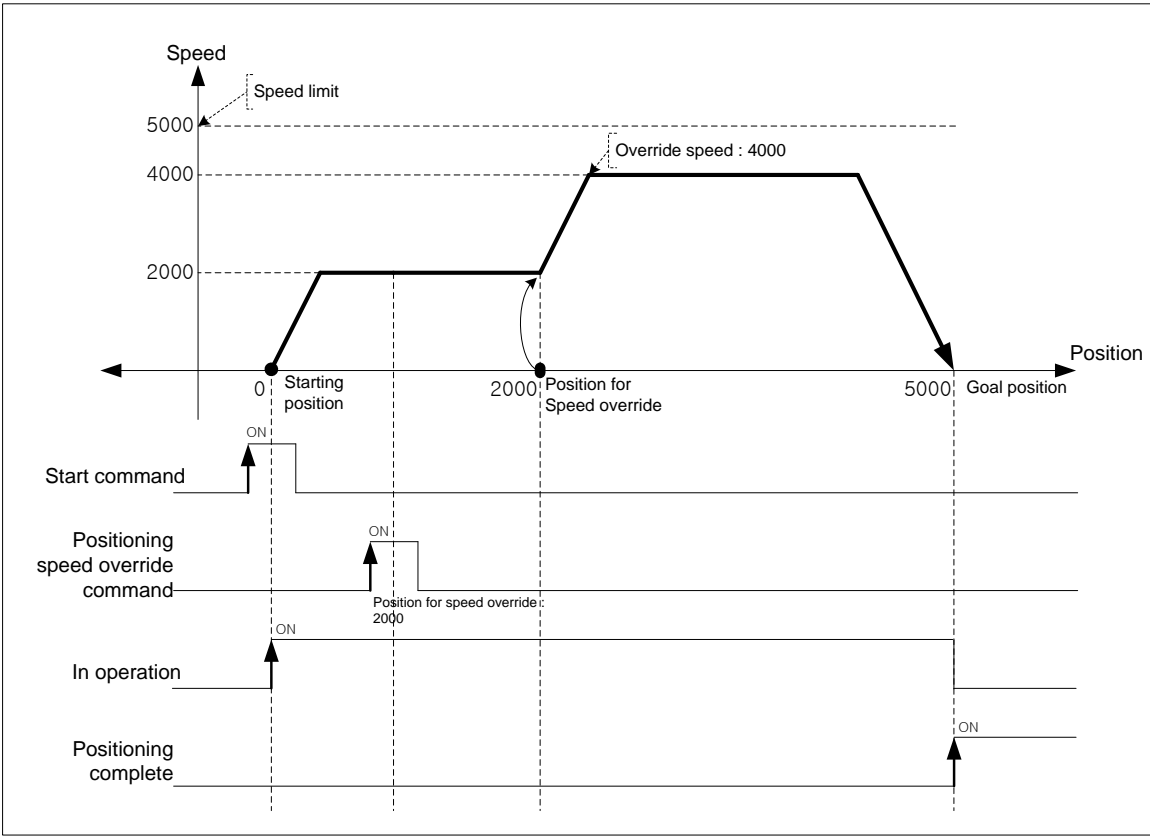 Speed
Speed limit
5000
Override speed : 4000
4000
2000
Position
0
Starting
position
2000
Position for
Speed override
5000
Goal position
ON
Start command
ON
Positioning
speed override
command
Position for speed override :
2000
ON
In operation
ON
Positioning
complete